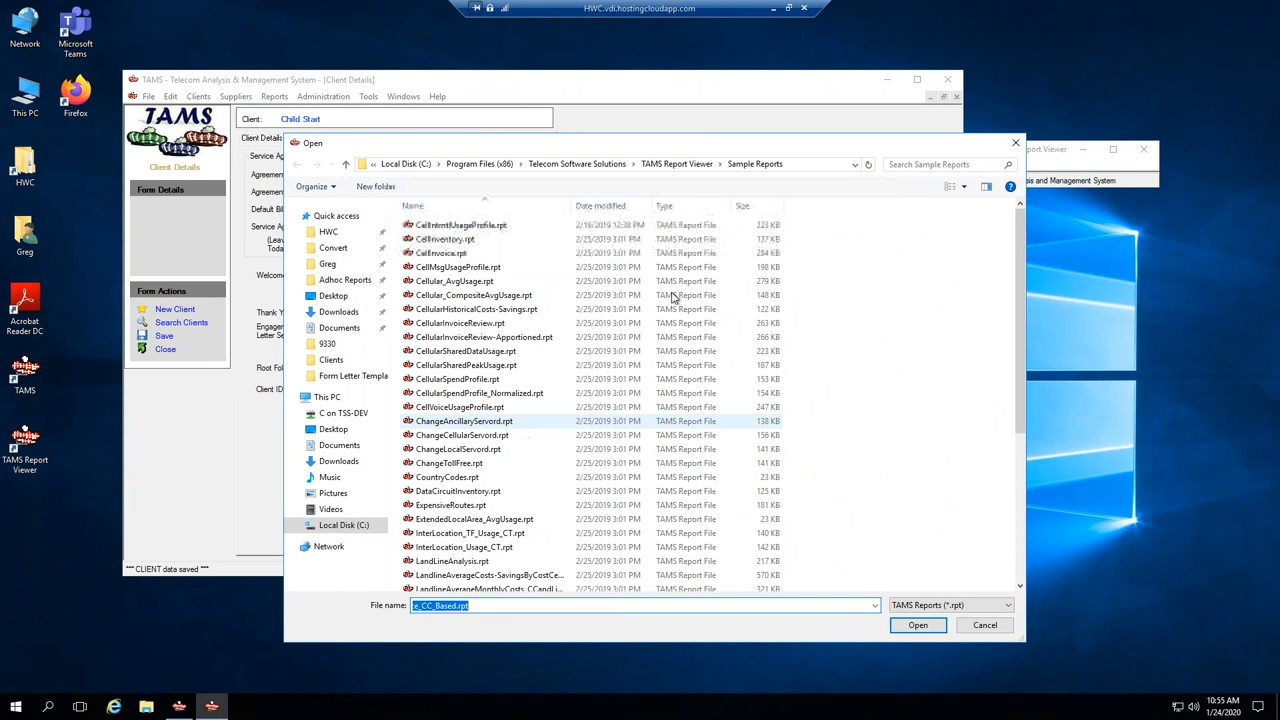 HWC.vdi.hostingcloudapp.com
Network
Microsoft
Teams
This PC
Firefox
HWC
Greg
Acrobat
Reader DC
TAMS
TAMS Report
Viewer
TAMS - Telecom Analysis & Management System - [Client Details]
File Edit Clients Suppliers Reports Administration Tools Windows Help
TAMS
Client Details
Form Details
Form Actions
New Client
Search Clients
Save
Close
Client: Child Start
Client Details
Service Ag
Agreement
Agreement
Default Bil
Service Ag
(Leav
Toda
Welcome
Thank Y
Engagem
Letter Se
Root Fol
Client ID
*** CLIENT data saved ***
port Viewer
is and Management System
Open
« Local Disk (C:) › Program Files (x86) › Telecom Software Solutions › TAMS Report Viewer › Sample Reports
Search Sample Reports
Organize New folder
Quick access
HWC
Convert
Greg
Adhoc Reports
Desktop
Downloads
Documents
9330
Clients
Form Letter Templa
This PC
C on TSS-DEV
Desktop
Documents
Downloads
Music
Pictures
Videos
Local Disk (C:)
Network
Name Date modified Type Size
TAMS Report File
CellInventory.rpt 2/25/2019 3:01 PM TAMS Report File 137 KB
CellInvoice.rpt 2/25/2019 3:01 PM TAMS Report File 284 KB
CellMsgUsageProfile.rpt 2/25/2019 3:01 PM TAMS Report File 198 KB
Cellular_AvgUsage.rpt 2/25/2019 3:01 PM TAMS Report File 279 KB
Cellular_CompositeAvgUsage.rpt 2/25/2019 3:01 PM TAMS Report File 148 KB
CellularHistoricalCosts-Savings.rpt 2/25/2019 3:01 PM TAMS Report File 122 KB
CellularInvoiceReview.rpt 2/25/2019 3:01 PM TAMS Report File 263 KB
CellularInvoiceReview-Apportioned.rpt 2/25/2019 3:01 PM TAMS Report File 266 KB
CellularSharedDataUsage.rpt 2/25/2019 3:01 PM TAMS Report File 223 KB
CellularSharedPeakUsage.rpt 2/25/2019 3:01 PM TAMS Report File 187 KB
CellularSpendProfile.rpt 2/25/2019 3:01 PM TAMS Report File 153 KB
CellularSpendProfile_Normalized.rpt 2/25/2019 3:01 PM TAMS Report File 154 KB
CellVoiceUsageProfile.rpt 2/25/2019 3:01 PM TAMS Report File 247 KB
ChangeAncillaryServord.rpt 2/25/2019 3:01 PM TAMS Report File 138 KB
ChangeCellularServord.rpt 2/25/2019 3:01 PM TAMS Report File 156 KB
ChangeLocalServord.rpt 2/25/2019 3:01 PM TAMS Report File 141 KB
ChangeTollFree.rpt 2/25/2019 3:01 PM TAMS Report File 141 KB
CountryCodes.rpt 2/25/2019 3:01 PM TAMS Report File 23 KB
DataCircuitInventory.rpt 2/25/2019 3:01 PM TAMS Report File 125 KB
ExpensiveRoutes.rpt 2/25/2019 3:01 PM TAMS Report File 181 KB
ExtendedLocalArea_AvgUsage.rpt 2/25/2019 3:01 PM TAMS Report File 23 KB
InterLocation_TF_Usage_CT.rpt 2/25/2019 3:01 PM TAMS Report File 140 KB
InterLocation_Usage_CT.rpt 2/25/2019 3:01 PM TAMS Report File 142 KB
LandLineAnalysis.rpt 2/25/2019 3:01 PM TAMS Report File 217 KB
LandlineAverageCosts-SavingsByCostCe... 2/25/2019 3:01 PM TAMS Report File 570 KB
LandlineAverageMonthlyCosts_CCandLi... 2/25/2019 3:01 PM TAMS Report File 321 KB
File name: e_CC_Based.rpt TAMS Reports (*.rpt)
Open Cancel
10:55 AM
1/24/2020